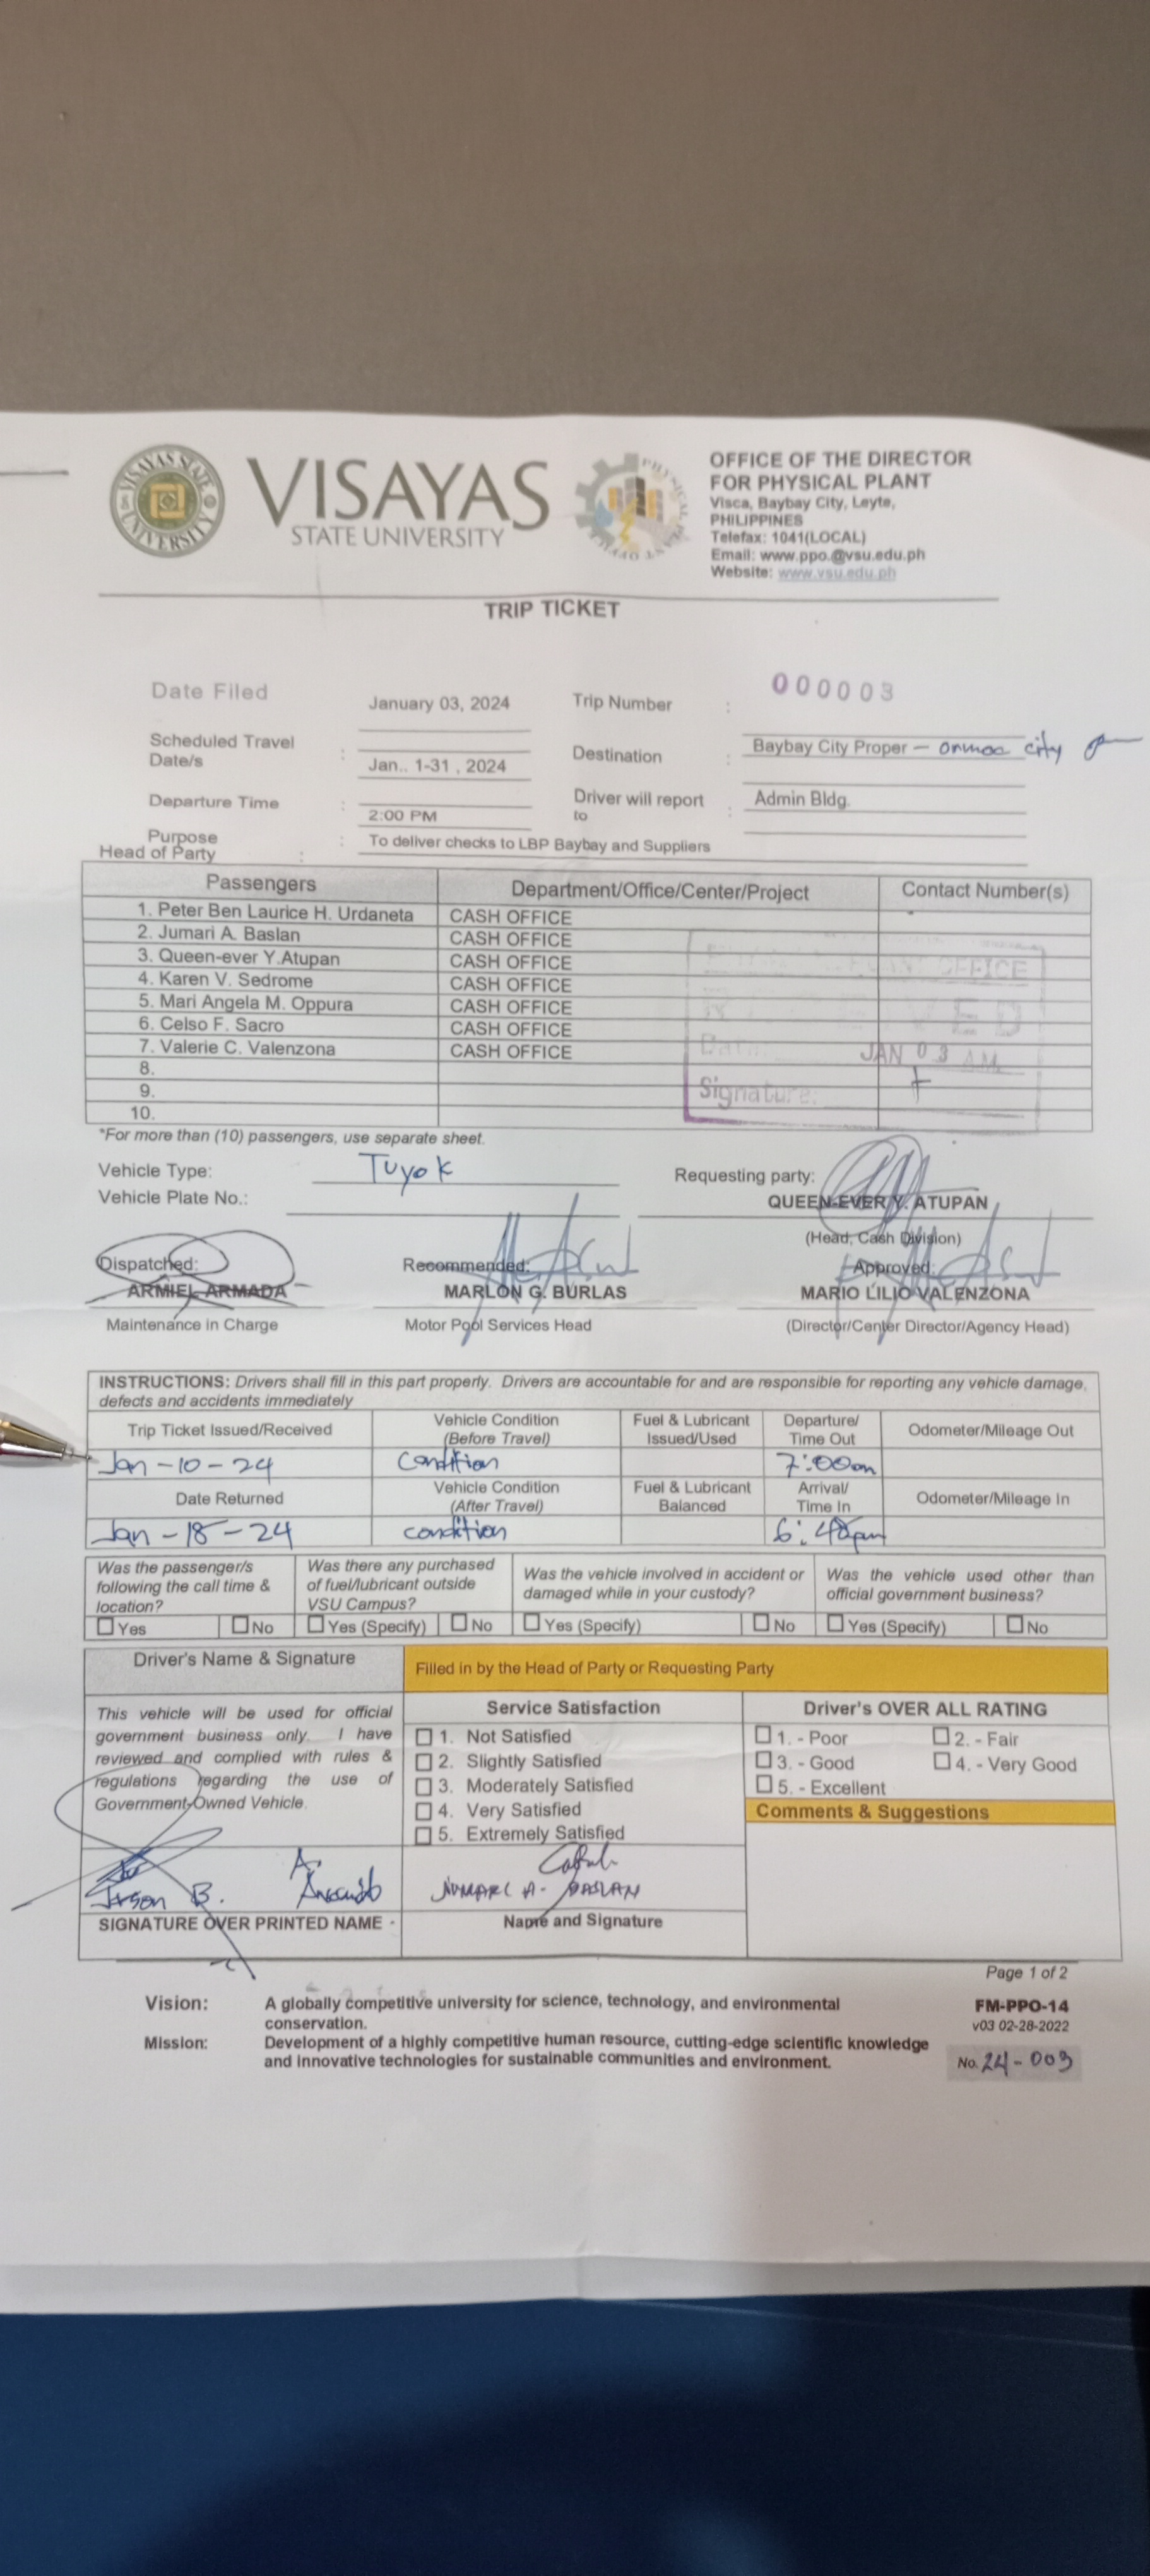 VISAYAS
STATE UNIVERSITY
VISAYAS STATE UNIVERSITY
OFFICE OF THE DIRECTOR
FOR PHYSICAL PLANT
Visca, Baybay City, Leyte,
PHILIPPINES
Telefax: 1041(LOCAL)
Email: www.ppo.@vsu.edu.ph
Website: www.vsu.edu.ph
TRIP TICKET
Date Filed January 03, 2024 Trip Number : 000003
Scheduled Travel Date/s : Jan.. 1-31 , 2024 Destination : Baybay City Proper – ormoc city
Departure Time : 2:00 PM Driver will report to : Admin Bldg.
Purpose : To deliver checks to LBP Baybay and Suppliers
Head of Party :
Passengers Department/Office/Center/Project Contact Number(s)
1. Peter Ben Laurice H. Urdaneta CASH OFFICE
2. Jumari A. Baslan CASH OFFICE
3. Queen-ever Y.Atupan CASH OFFICE
4. Karen V. Sedrome CASH OFFICE
5. Mari Angela M. Oppura CASH OFFICE
6. Celso F. Sacro CASH OFFICE
7. Valerie C. Valenzona CASH OFFICE
8.
9.
10.
OFFICE
Date: JAN 03 AM
Signature:
*For more than (10) passengers, use separate sheet.
Vehicle Type: Tuyok Requesting party:
Vehicle Plate No.: QUEEN-EVER Y. ATUPAN
(Head, Cash Division)
Dispatched: Recommended: Approved:
ARMIEL ARMADA MARLON G. BURLAS MARIO LILIO VALENZONA
Maintenance in Charge Motor Pool Services Head (Director/Center Director/Agency Head)
INSTRUCTIONS: Drivers shall fill in this part properly. Drivers are accountable for and are responsible for reporting any vehicle damage,
defects and accidents immediately
Trip Ticket Issued/Received Vehicle Condition (Before Travel) Fuel & Lubricant Issued/Used Departure/ Time Out Odometer/Mileage Out
Jan-10-24 condition 7:00am
Date Returned Vehicle Condition (After Travel) Fuel & Lubricant Balanced Arrival/ Time In Odometer/Mileage In
Jan-18-24 condition 6:48pm
Was the passenger/s following the call time & location? Was there any purchased of fuel/lubricant outside VSU Campus? Was the vehicle involved in accident or damaged while in your custody? Was the vehicle used other than official government business?
Yes No Yes (Specify) No Yes (Specify) No Yes (Specify) No
Driver's Name & Signature Filled in by the Head of Party or Requesting Party
This vehicle will be used for official
government business only. I have
reviewed and complied with rules &
regulations regarding the use of
Government-Owned Vehicle.
Service Satisfaction
1. Not Satisfied
2. Slightly Satisfied
3. Moderately Satisfied
4. Very Satisfied
5. Extremely Satisfied
Driver's OVER ALL RATING
1. - Poor 2. - Fair
3. - Good 4. - Very Good
5. - Excellent
Comments & Suggestions
B. JUMARI A. BASLAN
SIGNATURE OVER PRINTED NAME Name and Signature
Page 1 of 2
Vision: A globally competitive university for science, technology, and environmental
conservation.
Mission: Development of a highly competitive human resource, cutting-edge scientific knowledge
and innovative technologies for sustainable communities and environment.
FM-PPO-14
v03 02-28-2022
No. 24-003